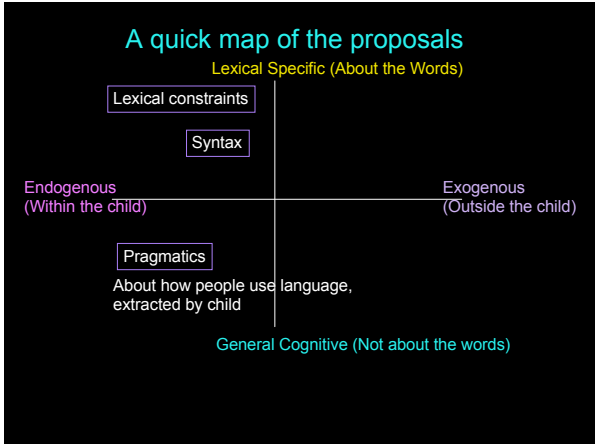 A quick map of the proposals
Lexical Specific (About the Words)
Lexical constraints
Syntax
Endogenous
(Within the child)
Exogenous
(Outside the child)
Pragmatics
About how people use language,
extracted by child
General Cognitive (Not about the words)